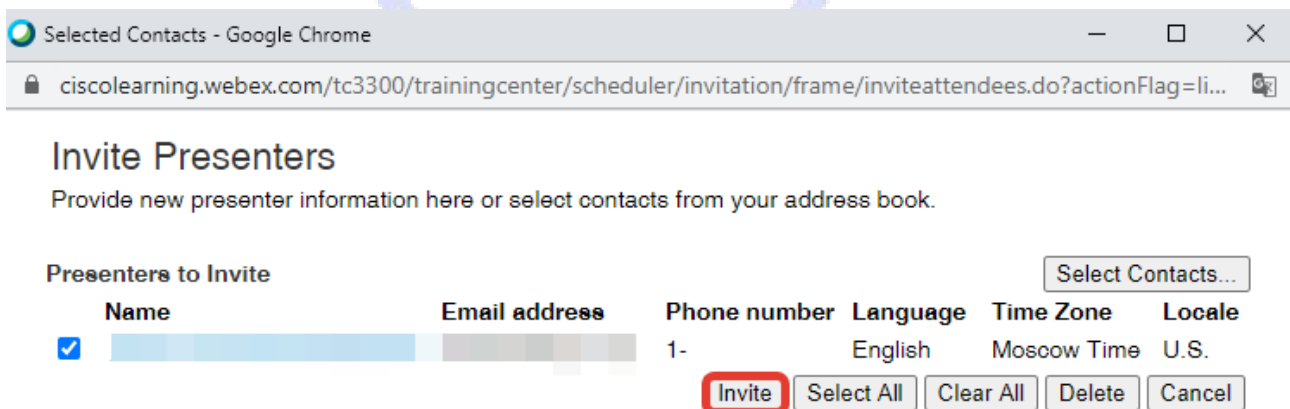 Selected Contacts - Google Chrome
ciscolearning.webex.com/tc3300/trainingcenter/scheduler/invitation/frame/inviteattendees.do?actionFlag=li...
Invite Presenters
Provide new presenter information here or select contacts from your address book.
Presenters to Invite Select Contacts...
Name Email address Phone number Language Time Zone Locale
1- English Moscow Time U.S.
Invite Select All Clear All Delete Cancel